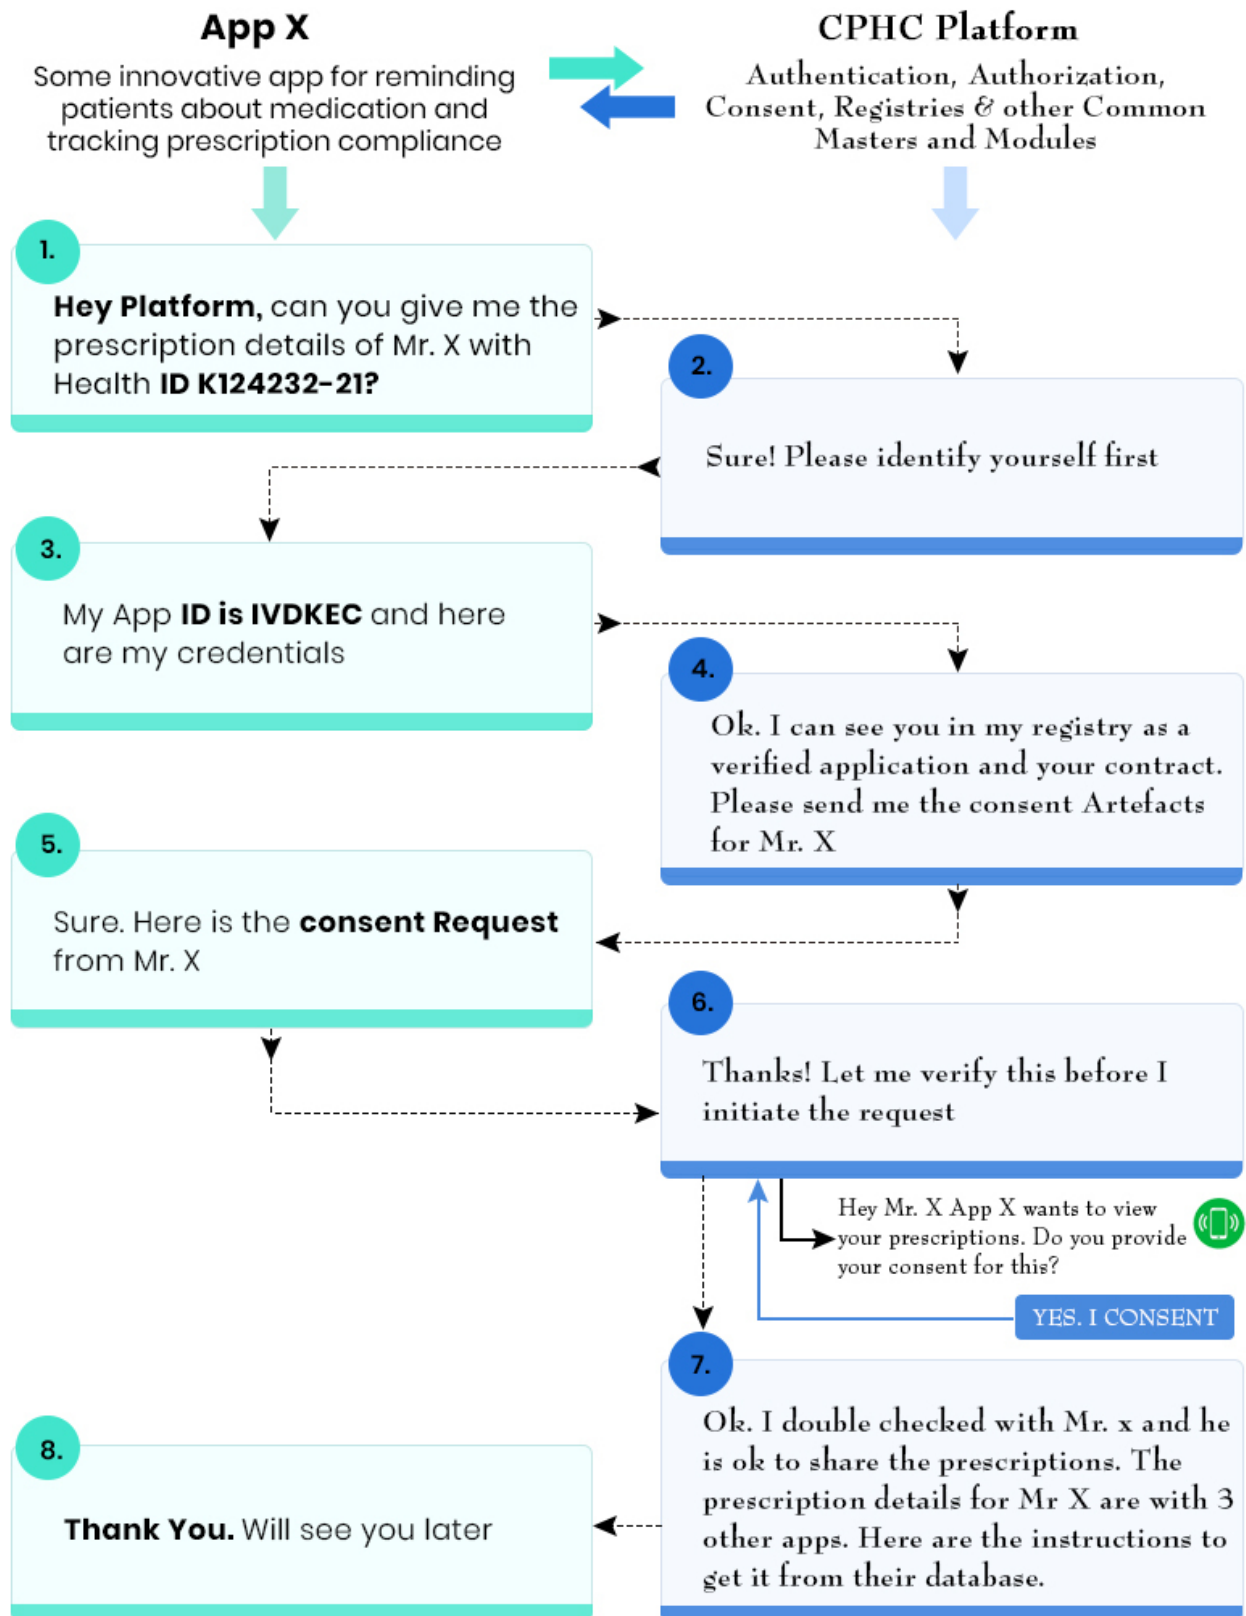 App X
Some innovative app for reminding
patients about medication and
tracking prescription compliance
CPHC Platform
Authentication, Authorization,
Consent, Registries & other Common
Masters and Modules
1.
Hey Platform, can you give me the
prescription details of Mr. X with
Health ID K124232-21?
2.
Sure! Please identify yourself first
3.
My App ID is IVDKEC and here
are my credentials
4.
Ok. I can see you in my registry as a
verified application and your contract.
Please send me the consent Artefacts
for Mr. X
5.
Sure. Here is the consent Request
from Mr. X
6.
Thanks! Let me verify this before I
initiate the request
Hey Mr. X App X wants to view
your prescriptions. Do you provide
your consent for this?
YES. I CONSENT
7.
Ok. I double checked with Mr. x and he
is ok to share the prescriptions. The
prescription details for Mr X are with 3
other apps. Here are the instructions to
get it from their database.
8.
Thank You. Will see you later